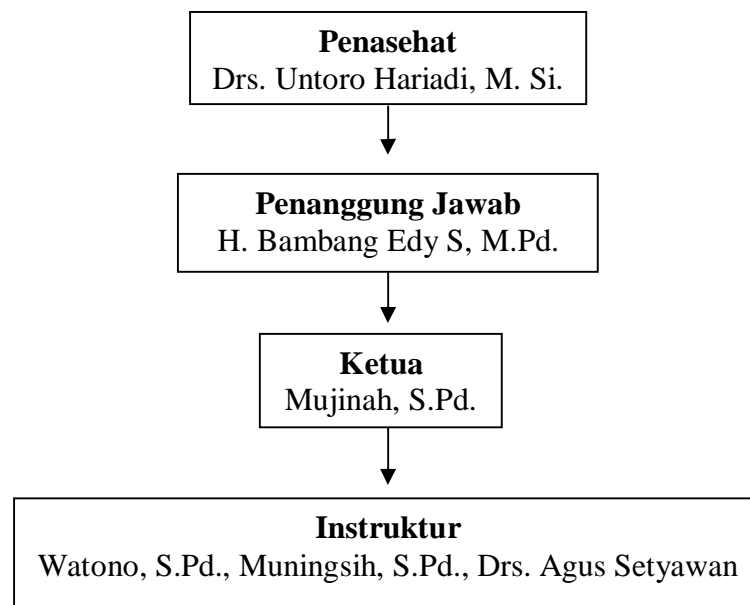 Penasehat
Drs. Untoro Hariadi, M. Si.
Penanggung Jawab
H. Bambang Edy S, M.Pd.
Ketua
Mujinah, S.Pd.
Instruktur
Watono, S.Pd., Muningsih, S.Pd., Drs. Agus Setyawan